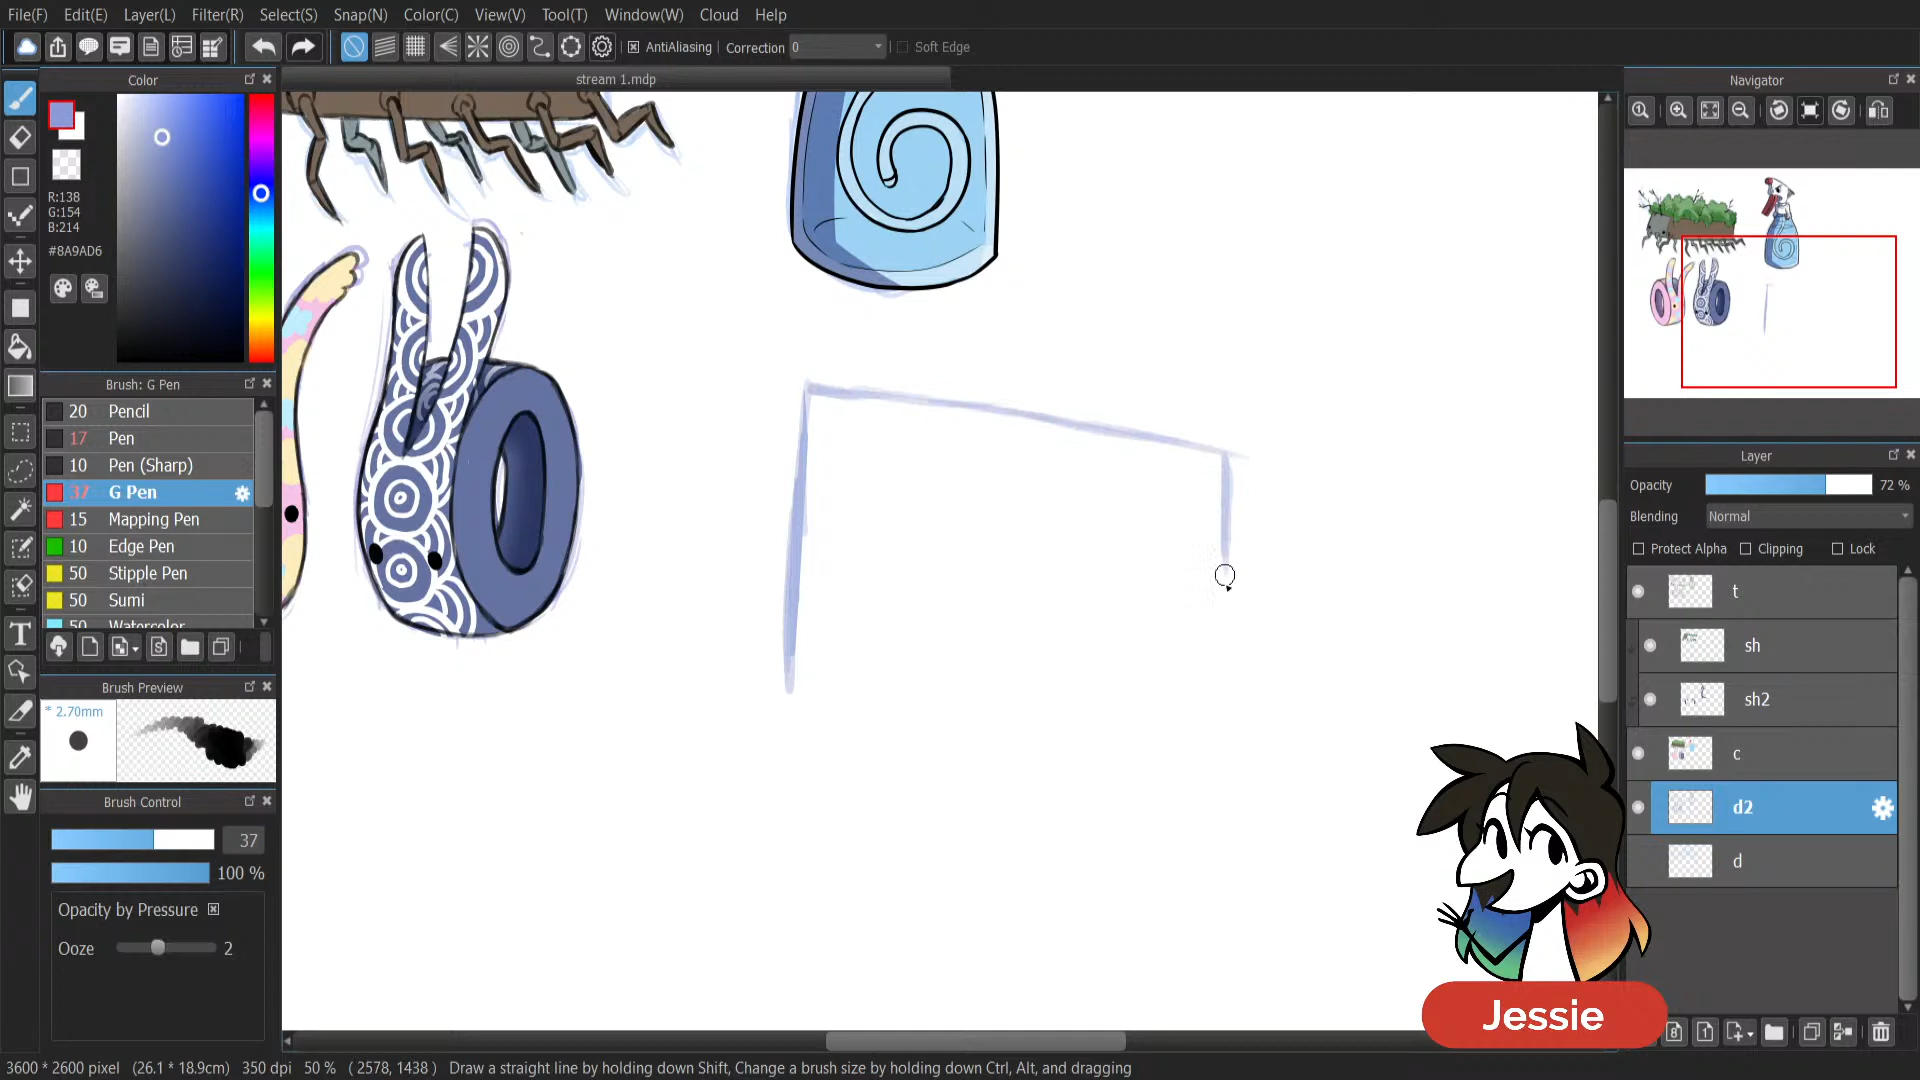 File(F) Edit(E) Layer(L) Filter(R) Select(S) Snap(N) Color(C) View(V) Tool(T) Window(W) Cloud Help
AntiAliasing Correction 0 Soft Edge
Color
stream 1.mdp
Navigator
R:138
G:154
B:214
#8A9AD6
Brush: G Pen
20 Pencil
17 Pen
10 Pen (Sharp)
37 G Pen
15 Mapping Pen
10 Edge Pen
50 Stipple Pen
50 Sumi
50 Watercolor
Brush Preview
* 2.70mm
Brush Control
37
100 %
Opacity by Pressure
Ooze 2
Layer
Opacity 72 %
Blending Normal
Protect Alpha Clipping Lock
t
sh
sh2
c
d2
d
Jessie
3600 * 2600 pixel (26.1 * 18.9cm) 350 dpi 50 % ( 2578, 1438 ) Draw a straight line by holding down Shift, Change a brush size by holding down Ctrl, Alt, and dragging